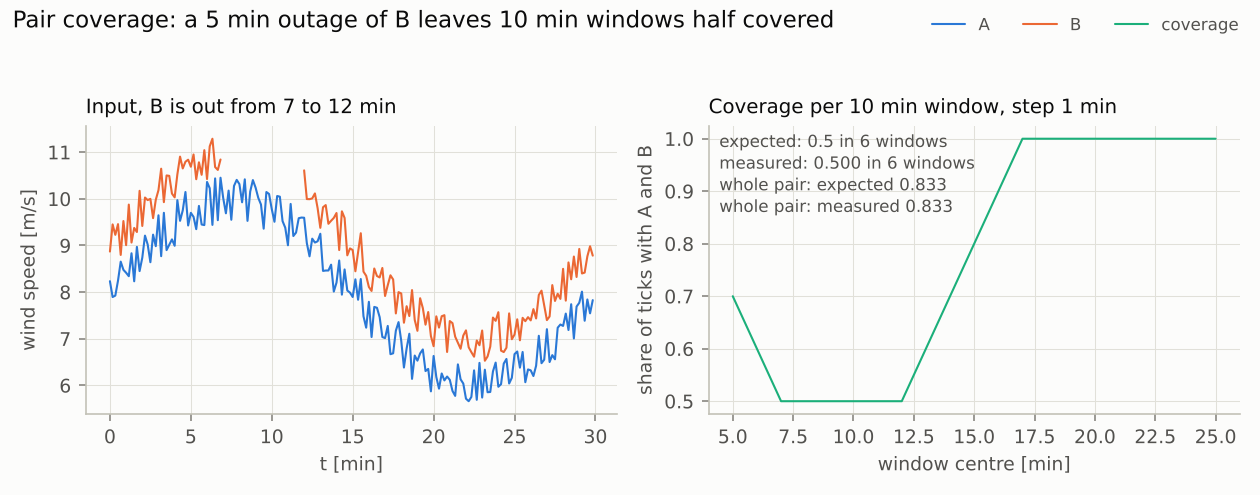 Pair coverage: a 5 min outage of B leaves 10 min windows half covered
A
B
coverage
Input, B is out from 7 to 12 min
wind speed [m/s]
11
10
9
8
7
6
0 5 10 15 20 25 30
t [min]
Coverage per 10 min window, step 1 min
share of ticks with A and B
1.0
0.9
0.8
0.7
0.6
0.5
expected: 0.5 in 6 windows
measured: 0.500 in 6 windows
whole pair: expected 0.833
whole pair: measured 0.833
5.0 7.5 10.0 12.5 15.0 17.5 20.0 22.5 25.0
window centre [min]